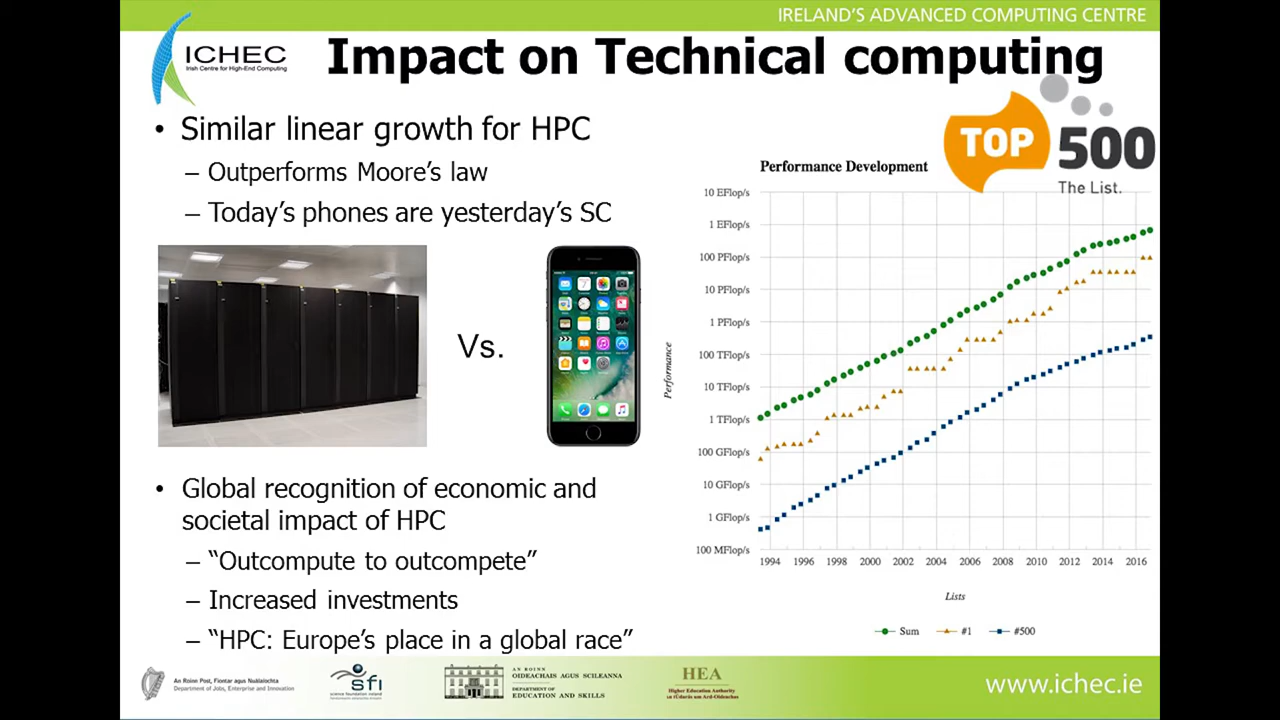 IRELAND'S ADVANCED COMPUTING CENTRE
ICHEC
Irish Centre for High-End Computing
Impact on Technical computing
• Similar linear growth for HPC
– Outperforms Moore's law
– Today's phones are yesterday's SC
Vs.
• Global recognition of economic and
societal impact of HPC
– “Outcompute to outcompete”
– Increased investments
– “HPC: Europe's place in a global race”
TOP 500
The List.
Performance Development
10 EFlop/s
1 EFlop/s
100 PFlop/s
10 PFlop/s
1 PFlop/s
100 TFlop/s
10 TFlop/s
1 TFlop/s
100 GFlop/s
10 GFlop/s
1 GFlop/s
100 MFlop/s
Performance
1994 1996 1998 2000 2002 2004 2006 2008 2010 2012 2014 2016
Lists
Sum #1 #500
An Roinn Post, Fiontar agus Nuálaíochta
Department of Jobs, Enterprise and Innovation
sfi
science foundation ireland
AN ROINN
OIDEACHAIS AGUS SCILEANNA
DEPARTMENT OF
EDUCATION AND SKILLS
HEA
Higher Education Authority
an tÚdarás um Ard-Oideachas
www.ichec.ie